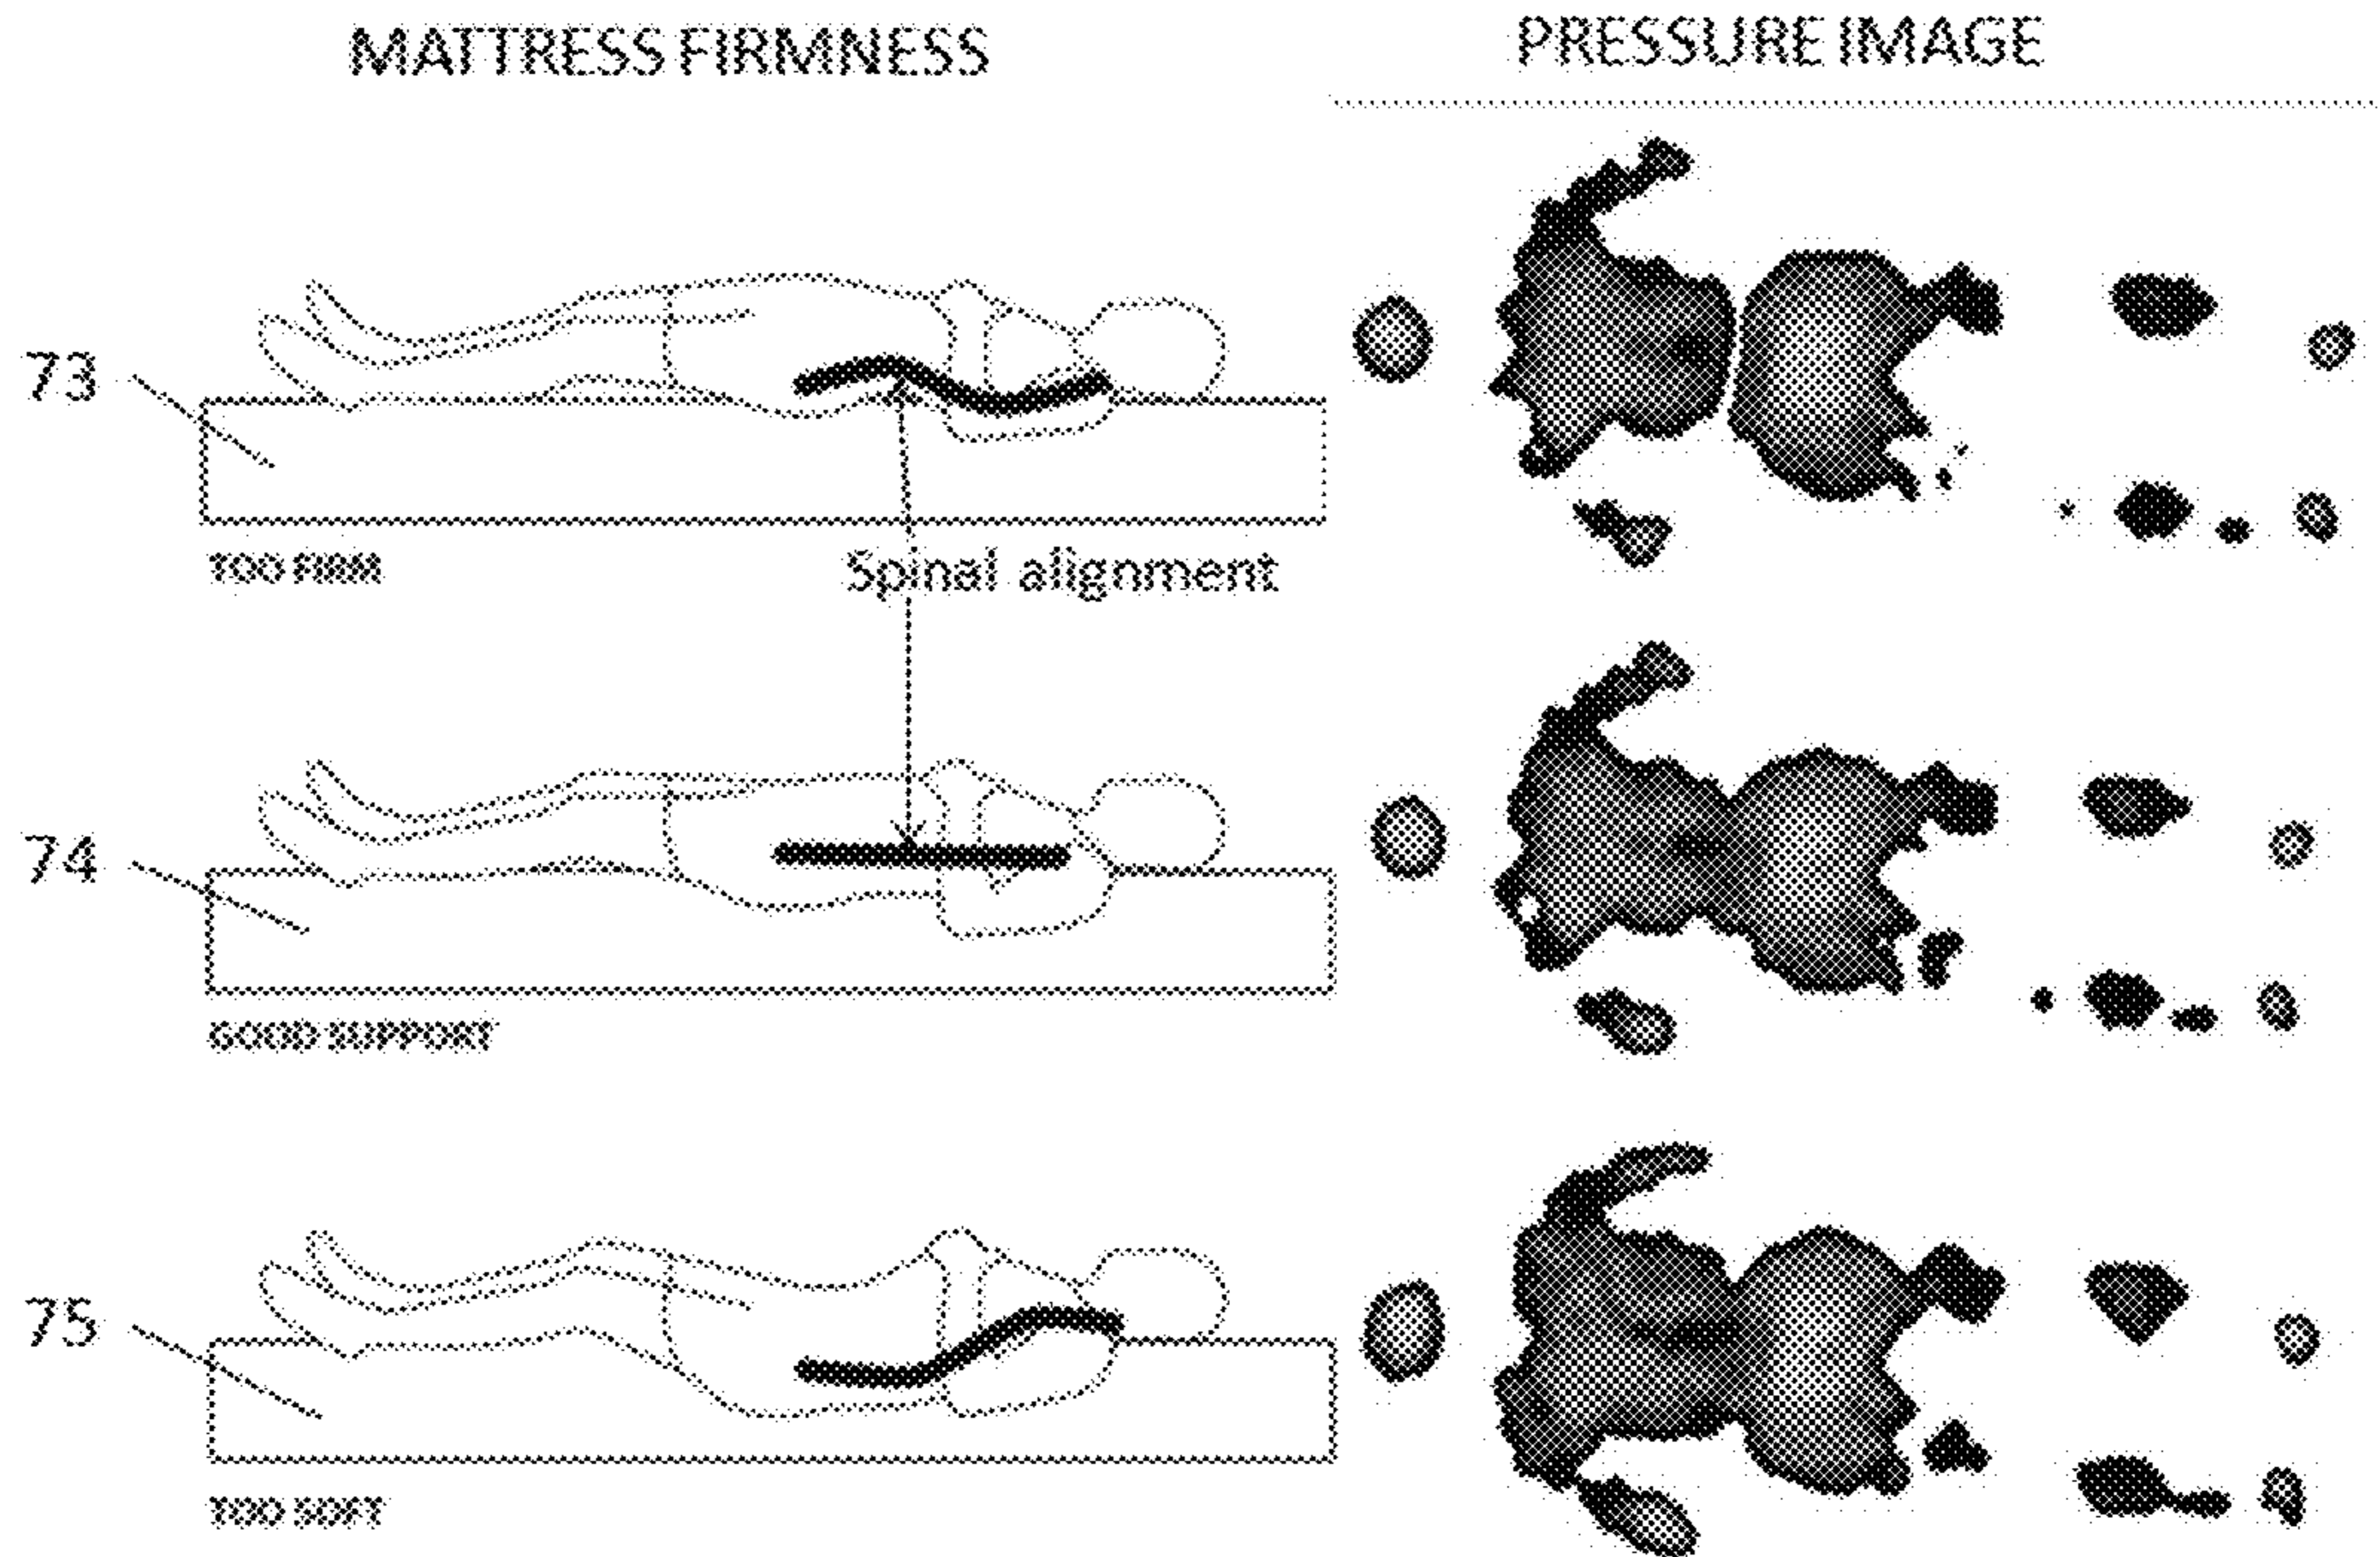 MATTRESS FIRMNESS
PRESSURE IMAGE
73
TOO FIRM
Spinal alignment
74
GOOD SUPPORT
75
TOO SOFT